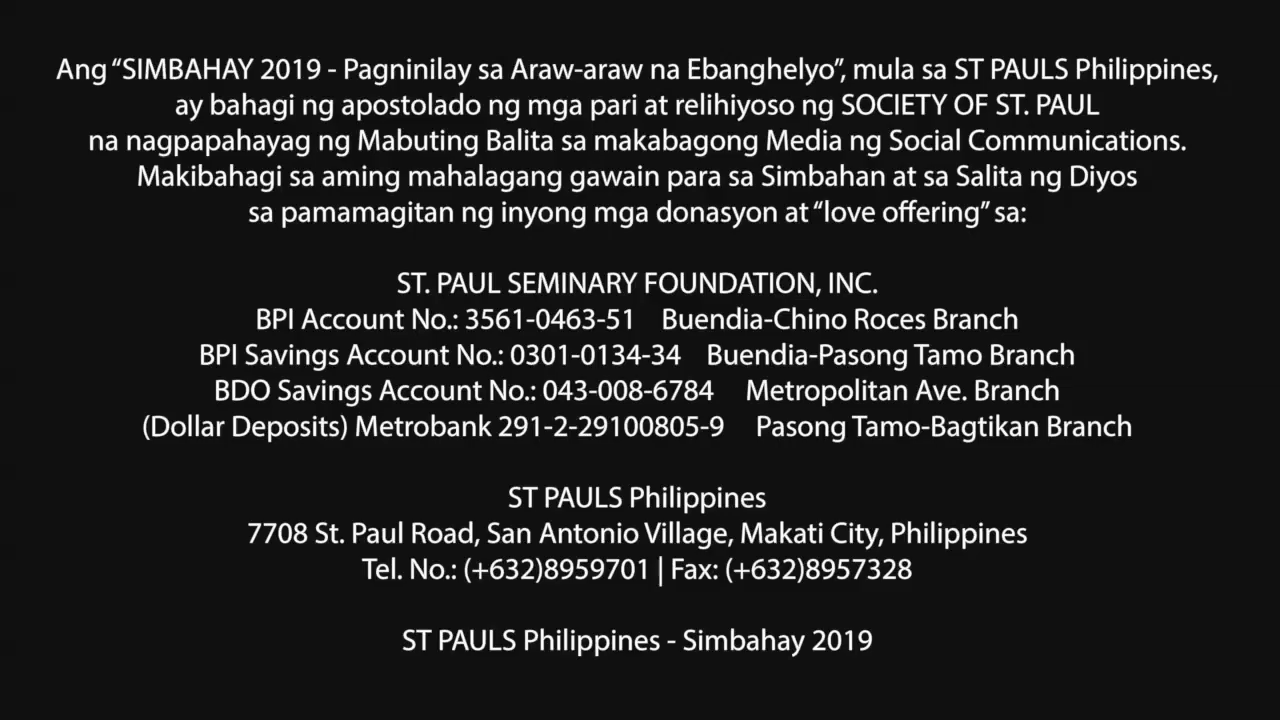 Ang “SIMBAHAY 2019 - Pagninilay sa Araw-araw na Ebanghelyo”, mula sa ST PAULS Philippines,
ay bahagi ng apostolado ng mga pari at relihiyoso ng SOCIETY OF ST. PAUL
na nagpapahayag ng Mabuting Balita sa makabagong Media ng Social Communications.
Makibahagi sa aming mahalagang gawain para sa Simbahan at sa Salita ng Diyos
sa pamamagitan ng inyong mga donasyon at “love offering” sa:
ST. PAUL SEMINARY FOUNDATION, INC.
BPI Account No.: 3561-0463-51 Buendia-Chino Roces Branch
BPI Savings Account No.: 0301-0134-34 Buendia-Pasong Tamo Branch
BDO Savings Account No.: 043-008-6784 Metropolitan Ave. Branch
(Dollar Deposits) Metrobank 291-2-29100805-9 Pasong Tamo-Bagtikan Branch
ST PAULS Philippines
7708 St. Paul Road, San Antonio Village, Makati City, Philippines
Tel. No.: (+632)8959701 | Fax: (+632)8957328
ST PAULS Philippines - Simbahay 2019